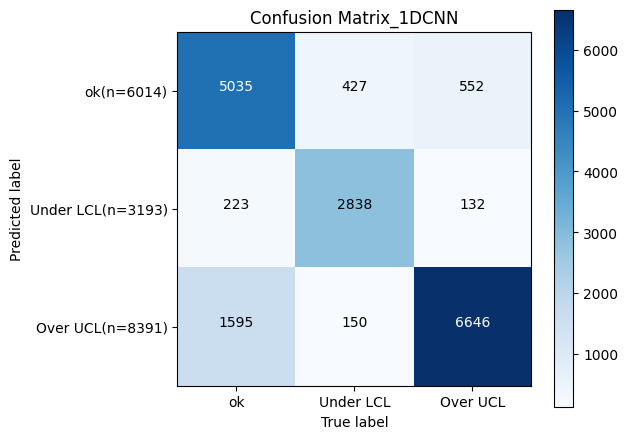 Confusion Matrix_1DCNN
Predicted label
ok(n=6014) 5035 427 552
Under LCL(n=3193) 223 2838 132
Over UCL(n=8391) 1595 150 6646
ok Under LCL Over UCL
True label
6000
5000
4000
3000
2000
1000